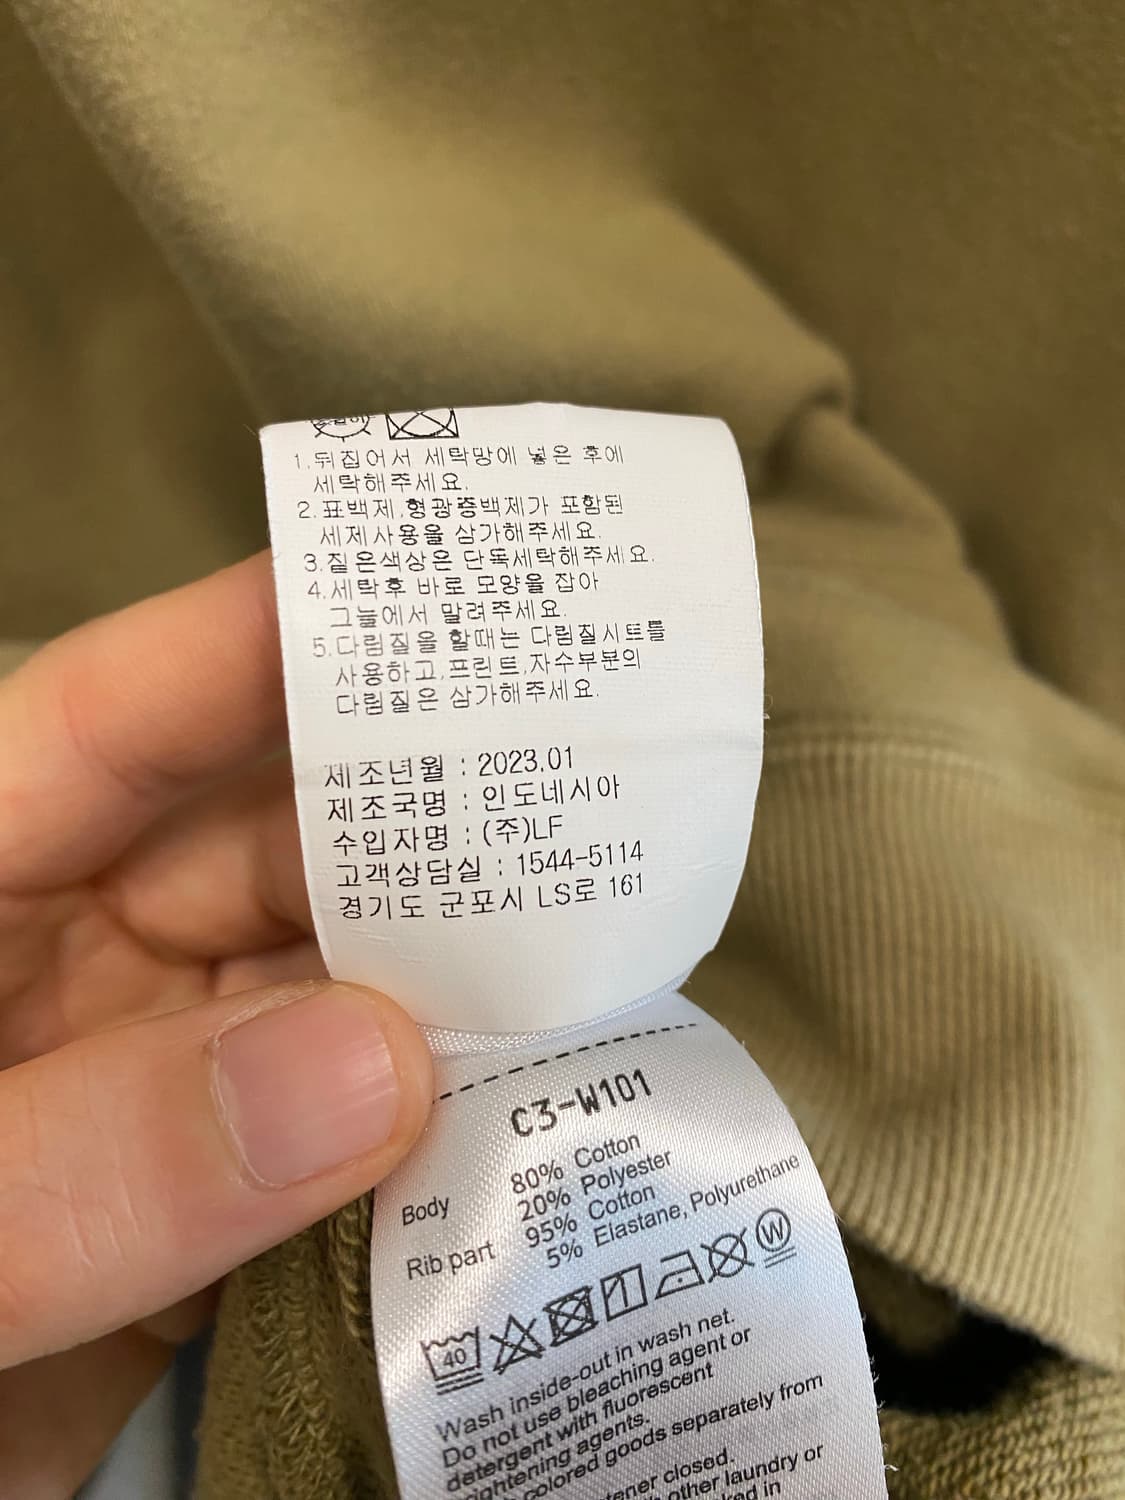 1.뒤집어서 세탁망에 넣은 후에
세탁해주세요.
2.표백제,형광증백제가 포함된
세제사용을 삼가해주세요.
3.짙은색상은 단독세탁해주세요.
4.세탁후 바로 모양을 잡아
그늘에서 말려주세요.
5.다림질을 할때는 다림질시트를
사용하고,프린트,자수부분의
다림질은 삼가해주세요.
제조년월 : 2023.01
제조국명 : 인도네시아
수입자명 : (주)LF
고객상담실 : 1544-5114
경기도 군포시 LS로 161
C3-W101
Body 80% Cotton
20% Polyester
Rib part 95% Cotton
5% Elastane, Polyurethane
40 W
Wash inside-out in wash net.
Do not use bleaching agent or
detergent with fluorescent
agents.
colored goods separately from
closed.
other laundry or
in